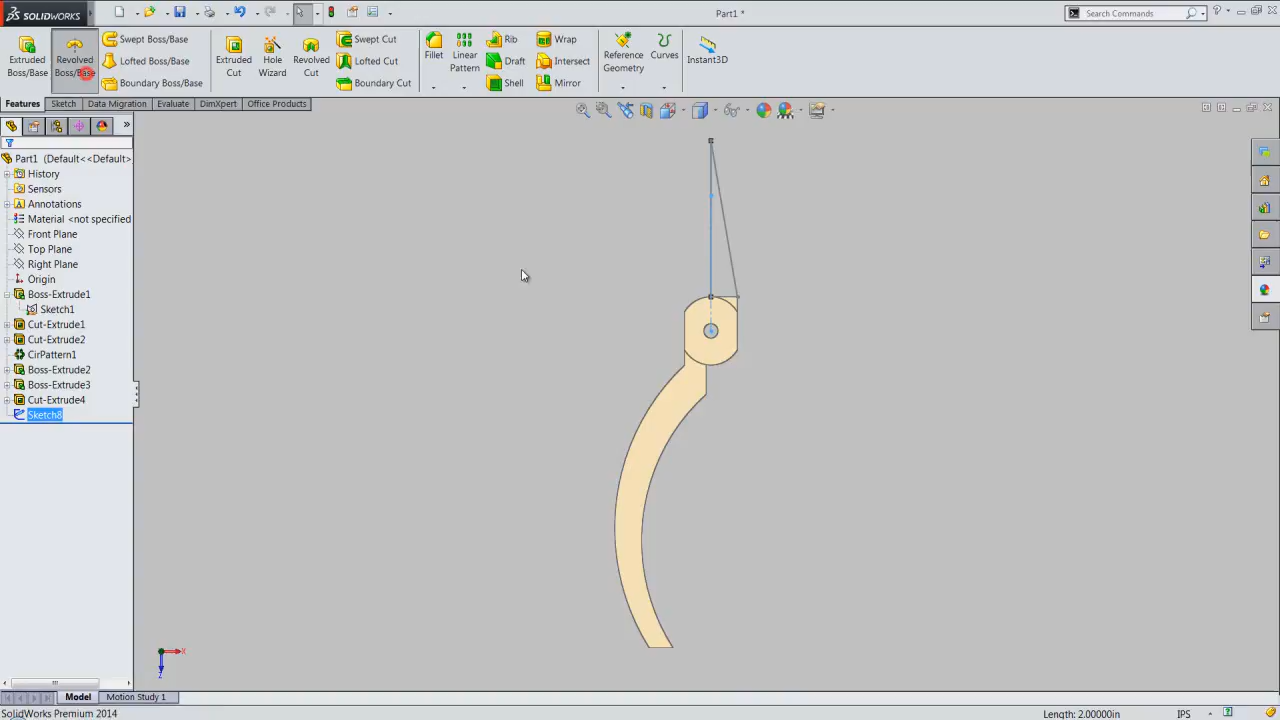 SOLIDWORKS
Part1 *
Search Commands
Extruded Boss/Base
Revolved Boss/Base
Swept Boss/Base
Lofted Boss/Base
Boundary Boss/Base
Extruded Cut
Hole Wizard
Revolved Cut
Swept Cut
Lofted Cut
Boundary Cut
Fillet
Linear Pattern
Rib
Draft
Shell
Wrap
Intersect
Mirror
Reference Geometry
Curves
Instant3D
Features
Sketch
Data Migration
Evaluate
DimXpert
Office Products
Part1 (Default<<Default>
History
Sensors
Annotations
Material <not specified
Front Plane
Top Plane
Right Plane
Origin
Boss-Extrude1
Sketch1
Cut-Extrude1
Cut-Extrude2
CirPattern1
Boss-Extrude2
Boss-Extrude3
Cut-Extrude4
Sketch8
X
Z
Model
Motion Study 1
SolidWorks Premium 2014
Length: 2.00000in
IPS